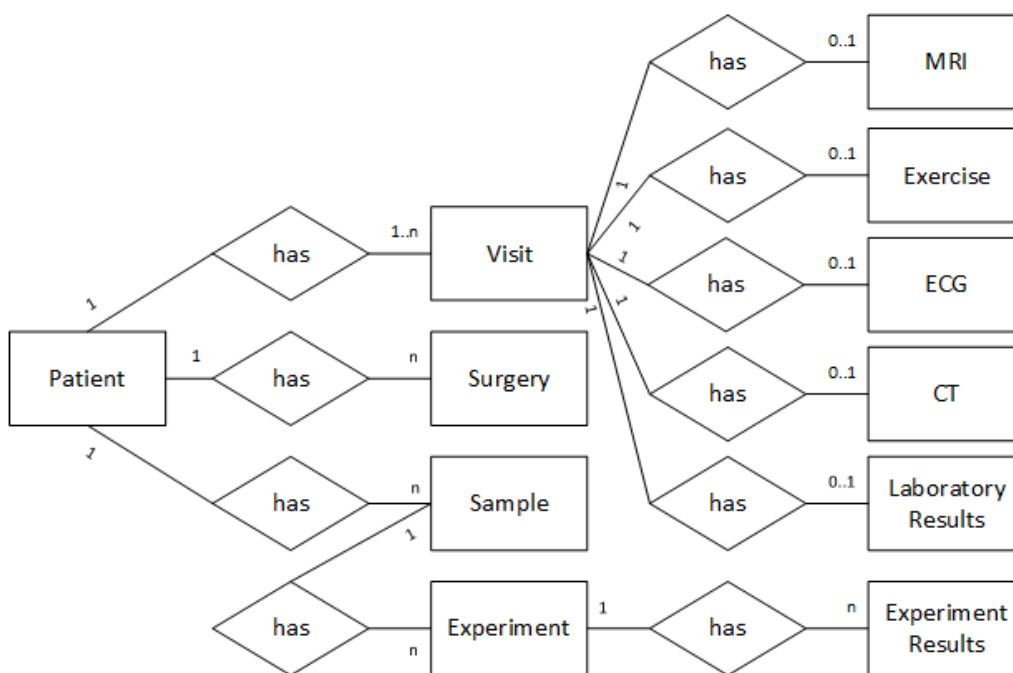 has
0..1
MRI
has
0..1
Exercise
1
1
has
1..n
Visit
1
has
0..1
ECG
1
1
1
Patient
1
has
n
Surgery
has
0..1
CT
1
has
n
Sample
1
has
0..1
Laboratory
Results
has
n
Experiment
1
has
n
Experiment
Results